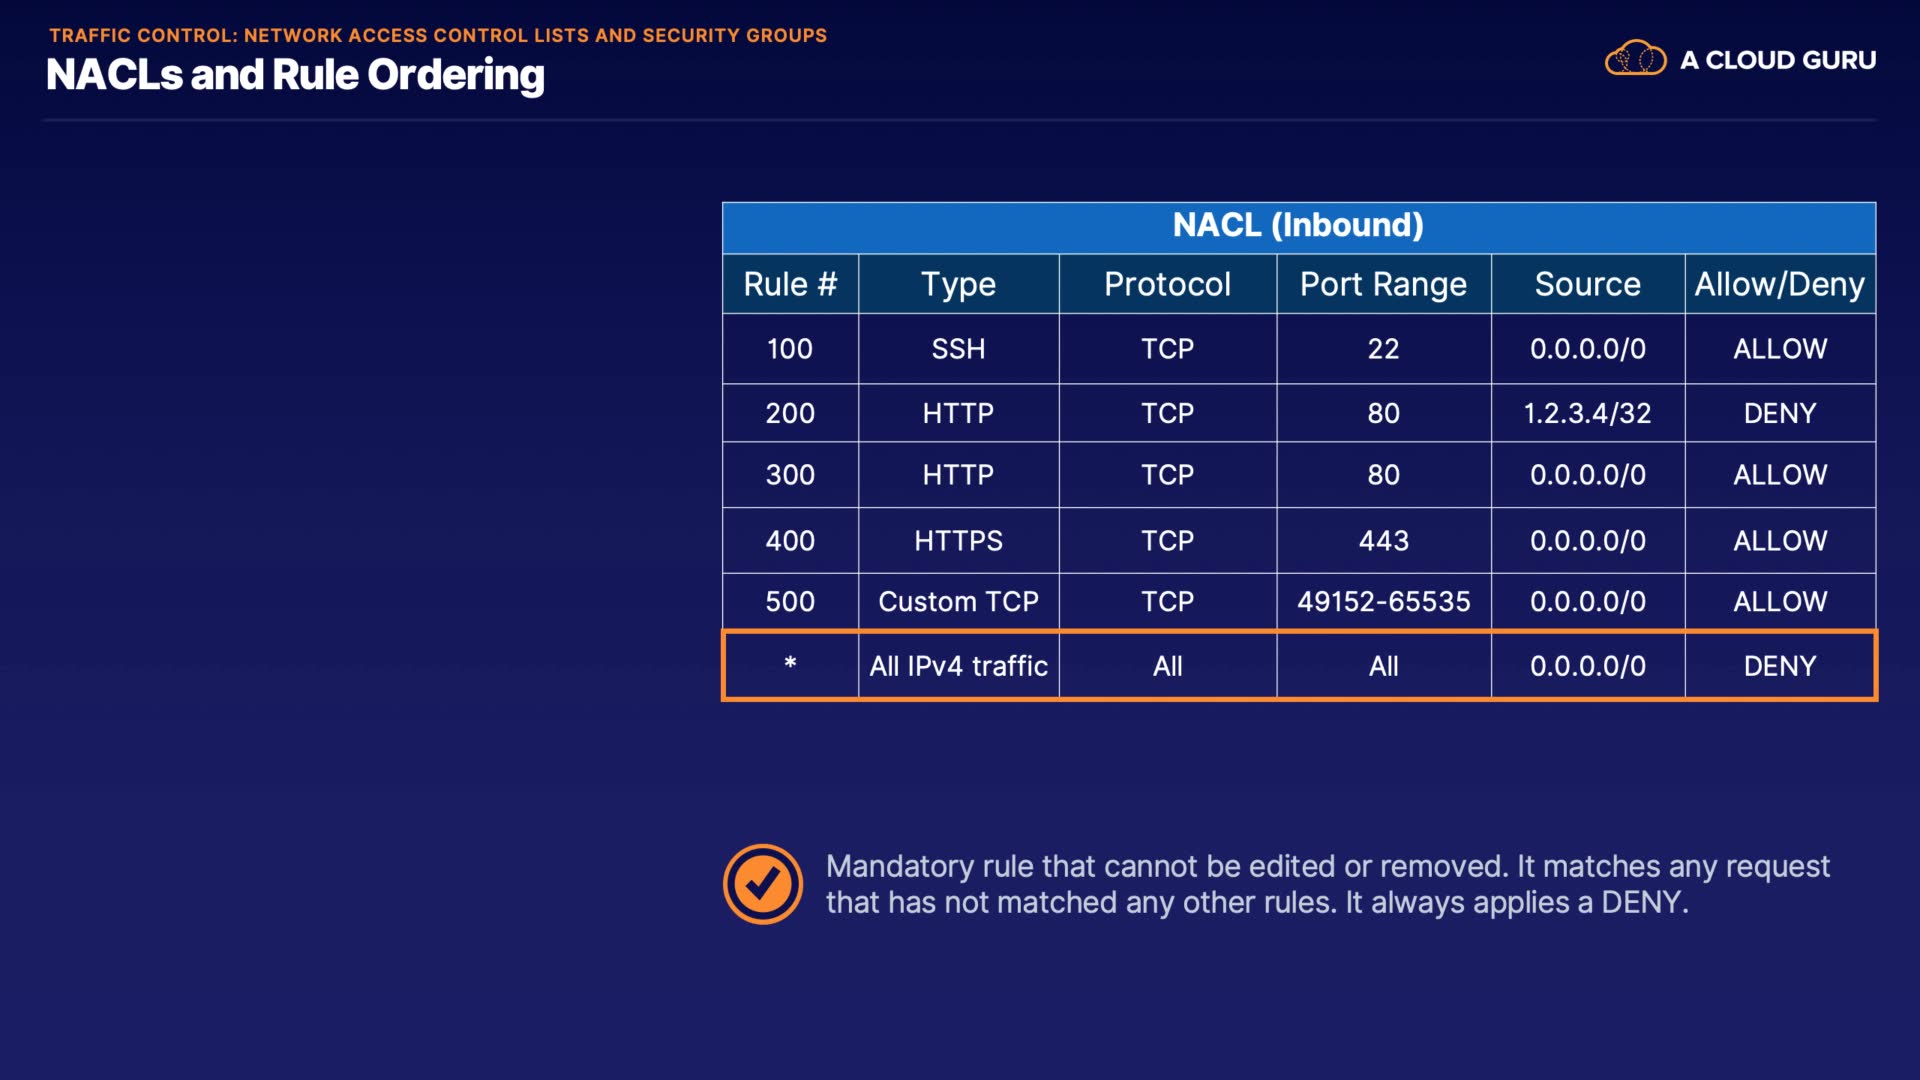 TRAFFIC CONTROL: NETWORK ACCESS CONTROL LISTS AND SECURITY GROUPS
NACLs and Rule Ordering
A CLOUD GURU
NACL (Inbound)
Rule # Type Protocol Port Range Source Allow/Deny
100 SSH TCP 22 0.0.0.0/0 ALLOW
200 HTTP TCP 80 1.2.3.4/32 DENY
300 HTTP TCP 80 0.0.0.0/0 ALLOW
400 HTTPS TCP 443 0.0.0.0/0 ALLOW
500 Custom TCP TCP 49152-65535 0.0.0.0/0 ALLOW
* All IPv4 traffic All All 0.0.0.0/0 DENY
Mandatory rule that cannot be edited or removed. It matches any request
that has not matched any other rules. It always applies a DENY.